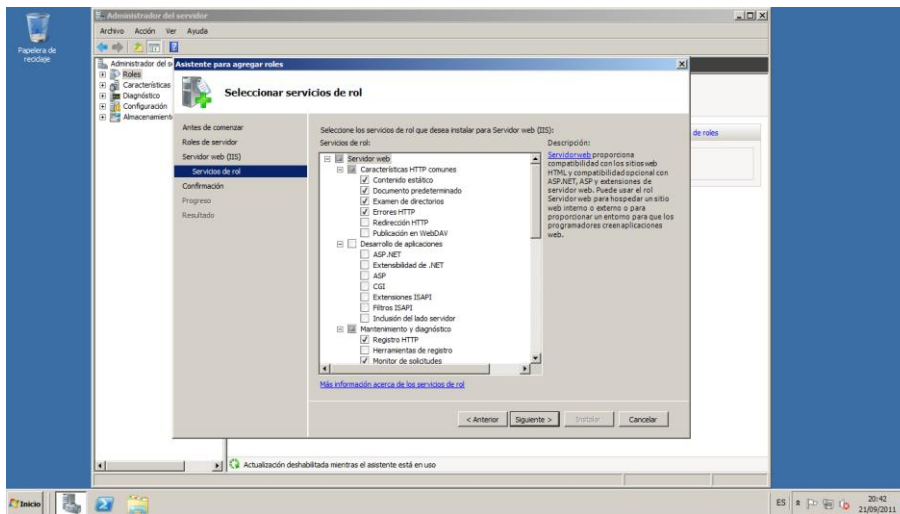 Papelera de
reciclaje
Administrador del servidor
Archivo Acción Ver Ayuda
Administrador del s
Roles
Características
Diagnóstico
Configuración
Almacenamient
de roles
Asistente para agregar roles
Seleccionar servicios de rol
Antes de comenzar
Roles de servidor
Servidor web (IIS)
Servicios de rol
Confirmación
Progreso
Resultado
Seleccione los servicios de rol que desea instalar para Servidor web (IIS):
Servicios de rol:
Servidor web
Características HTTP comunes
Contenido estático
Documento predeterminado
Examen de directorios
Errores HTTP
Redirección HTTP
Publicación en WebDAV
Desarrollo de aplicaciones
ASP.NET
Extensibilidad de .NET
ASP
CGI
Extensiones ISAPI
Filtros ISAPI
Inclusión del lado servidor
Mantenimiento y diagnóstico
Registro HTTP
Herramientas de registro
Monitor de solicitudes
Descripción:
Servidor web proporciona
compatibilidad con los sitios web
HTML y compatibilidad opcional con
ASP.NET, ASP y extensiones de
servidor web. Puede usar el rol
Servidor web para hospedar un sitio
web interno o externo o para
proporcionar un entorno para que los
programadores creen aplicaciones
web.
Más información acerca de los servicios de rol
< Anterior Siguiente > Instalar Cancelar
Actualización deshabilitada mientras el asistente está en uso
Inicio
ES
20:42
21/09/2011